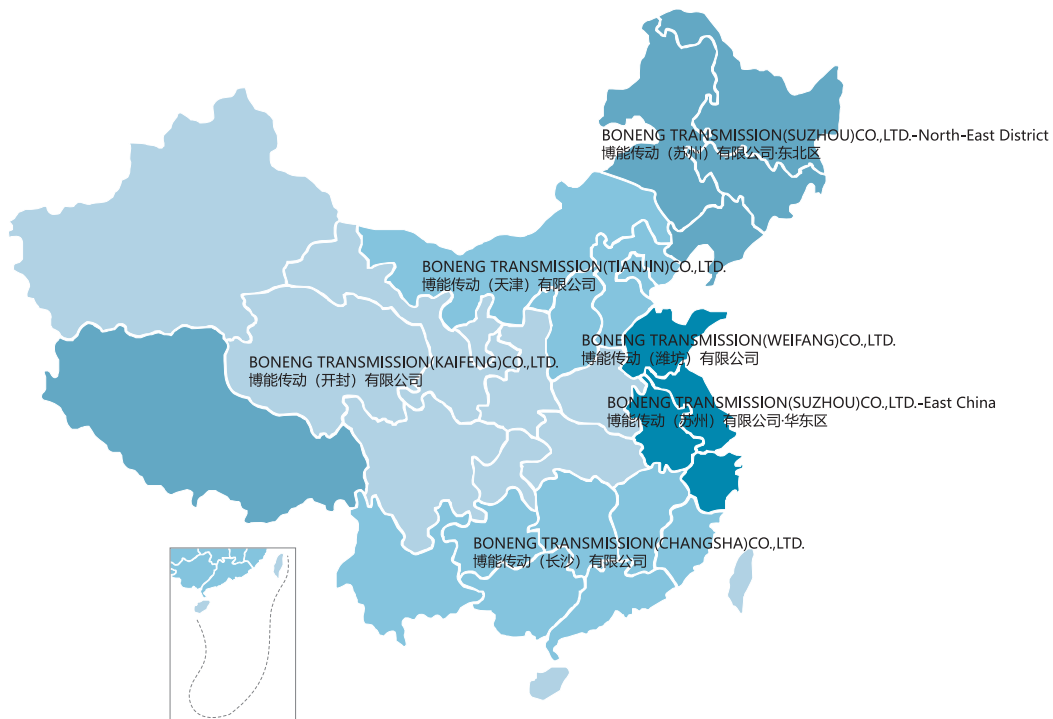 BONENG TRANSMISSION(SUZHOU)CO.,LTD.-North-East District
博能传动（苏州）有限公司·东北区
BONENG TRANSMISSION(TIANJIN)CO.,LTD.
博能传动（天津）有限公司
BONENG TRANSMISSION(WEIFANG)CO.,LTD.
博能传动（潍坊）有限公司
BONENG TRANSMISSION(KAIFENG)CO.,LTD.
博能传动（开封）有限公司
BONENG TRANSMISSION(SUZHOU)CO.,LTD.-East China
博能传动（苏州）有限公司·华东区
BONENG TRANSMISSION(CHANGSHA)CO.,LTD.
博能传动（长沙）有限公司